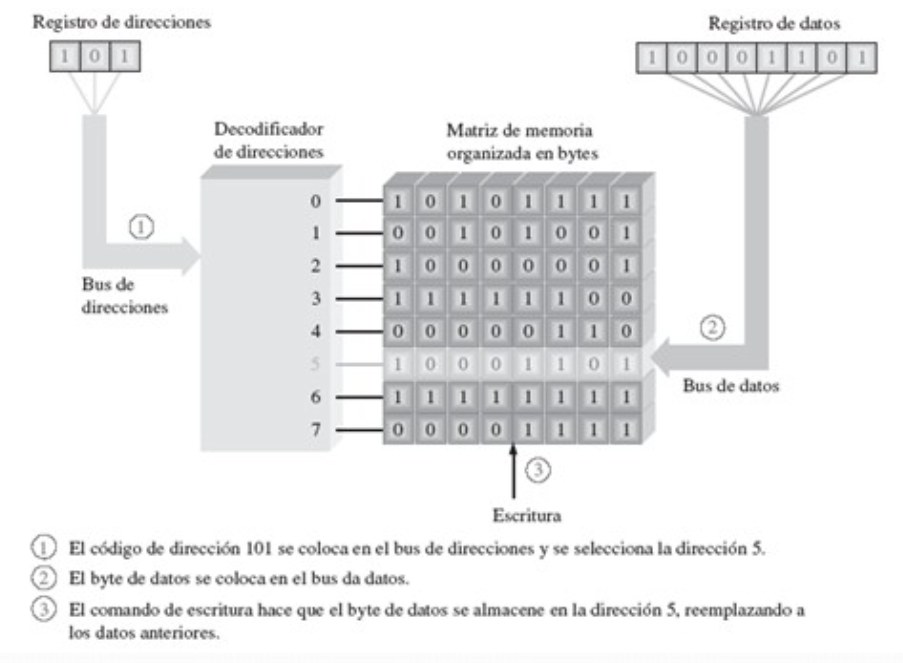 Registro de direcciones
1 0 1
Registro de datos
1 0 0 0 1 1 0 1
Decodificador
de direcciones
Matriz de memoria
organizada en bytes
0 1 0 1 0 1 1 1 1
1 0 0 1 0 1 0 0 1
2 1 0 0 0 0 0 0 1
3 1 1 1 1 1 1 0 0
4 0 0 0 0 0 1 1 0
5 1 0 0 0 1 1 0 1
6 1 1 1 1 1 1 1 1
7 0 0 0 0 1 1 1 1
1
Bus de
direcciones
2
Bus de datos
3
Escritura
1 El código de dirección 101 se coloca en el bus de direcciones y se selecciona la dirección 5.
2 El byte de datos se coloca en el bus da datos.
3 El comando de escritura hace que el byte de datos se almacene en la dirección 5, reemplazando a
los datos anteriores.